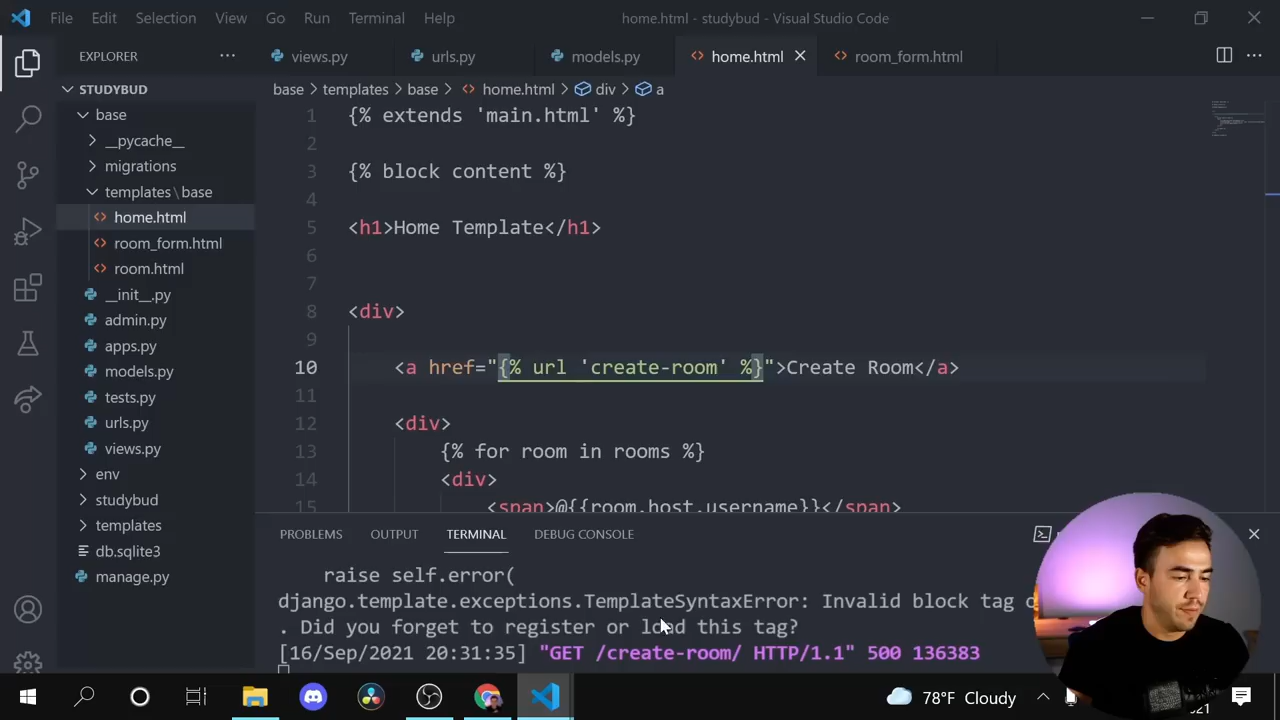 File Edit Selection View Go Run Terminal Help
home.html - studybud - Visual Studio Code
EXPLORER
views.py
urls.py
models.py
home.html
room_form.html
STUDYBUD
base > templates > base > home.html > div > a
base
__pycache__
migrations
templates\base
home.html
room_form.html
room.html
__init__.py
admin.py
apps.py
models.py
tests.py
urls.py
views.py
env
studybud
templates
db.sqlite3
manage.py
1 {% extends 'main.html' %}
2
3 {% block content %}
4
5 <h1>Home Template</h1>
6
7
8 <div>
9
10 <a href="{% url 'create-room' %}">Create Room</a>
11
12 <div>
13 {% for room in rooms %}
14 <div>
15 <span>@{{room.host.username}}</span>
PROBLEMS OUTPUT TERMINAL DEBUG CONSOLE
raise self.error(
django.template.exceptions.TemplateSyntaxError: Invalid block tag
. Did you forget to register or load this tag?
[16/Sep/2021 20:31:35] "GET /create-room/ HTTP/1.1" 500 136383
78°F Cloudy